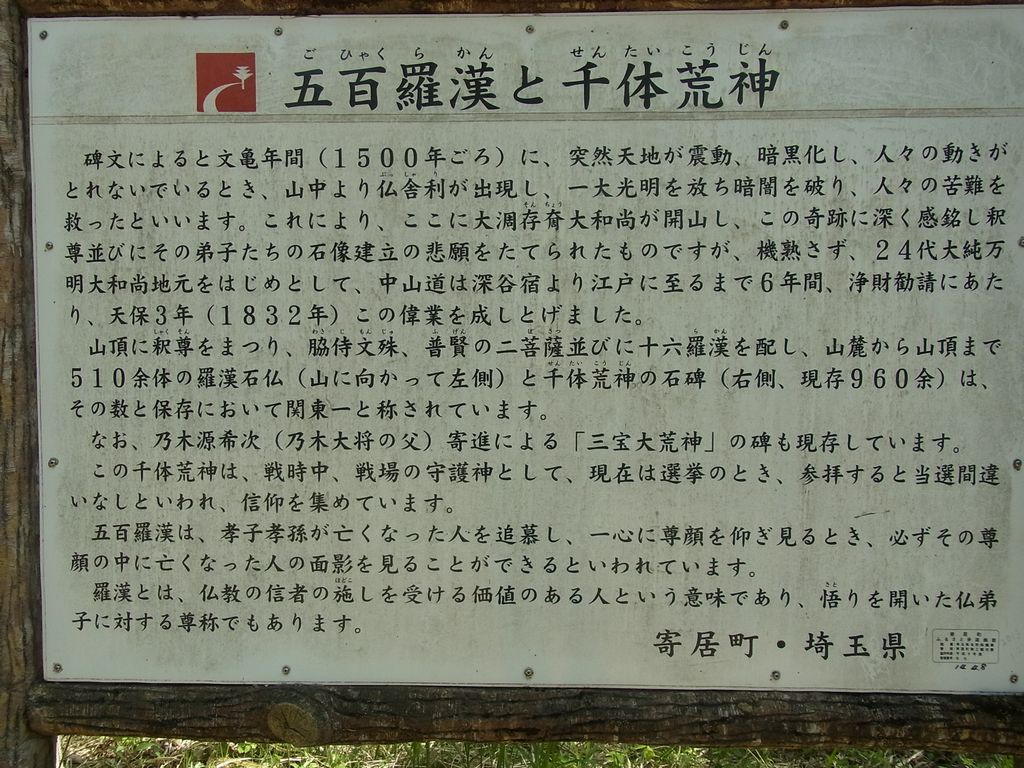 五百羅漢と千体荒神
ご ひゃく ら かん せん たい こう じん
碑文によると文亀年間（1500年ごろ）に、突然天地が震動、暗黒化し、人々の動きが
とれないでいるとき、山中より仏舎利が出現し、一大光明を放ち暗闇を破り、人々の苦難を
救ったといいます。これにより、ここに大凋存奝大和尚が開山し、この奇跡に深く感銘し釈
尊並びにその弟子たちの石像建立の悲願をたてられたものですが、機熟さず、24代大純万
明大和尚地元をはじめとして、中山道は深谷宿より江戸に至るまで6年間、浄財勧請にあた
り、天保3年（1832年）この偉業を成しとげました。
山頂に釈尊をまつり、脇侍文殊、普賢の二菩薩並びに十六羅漢を配し、山麓から山頂まで
510余体の羅漢石仏（山に向かって左側）と千体荒神の石碑（右側、現存960余）は、
その数と保存において関東一と称されています。
なお、乃木源希次（乃木大将の父）寄進による「三宝大荒神」の碑も現存しています。
この千体荒神は、戦時中、戦場の守護神として、現在は選挙のとき、参拝すると当選間違
いなしといわれ、信仰を集めています。
五百羅漢は、孝子孝孫が亡くなった人を追慕し、一心に尊顔を仰ぎ見るとき、必ずその尊
顔の中に亡くなった人の面影を見ることができるといわれています。
羅漢とは、仏教の信者の施しを受ける価値のある人という意味であり、悟りを開いた仏弟
子に対する尊称でもあります。
寄居町・埼玉県